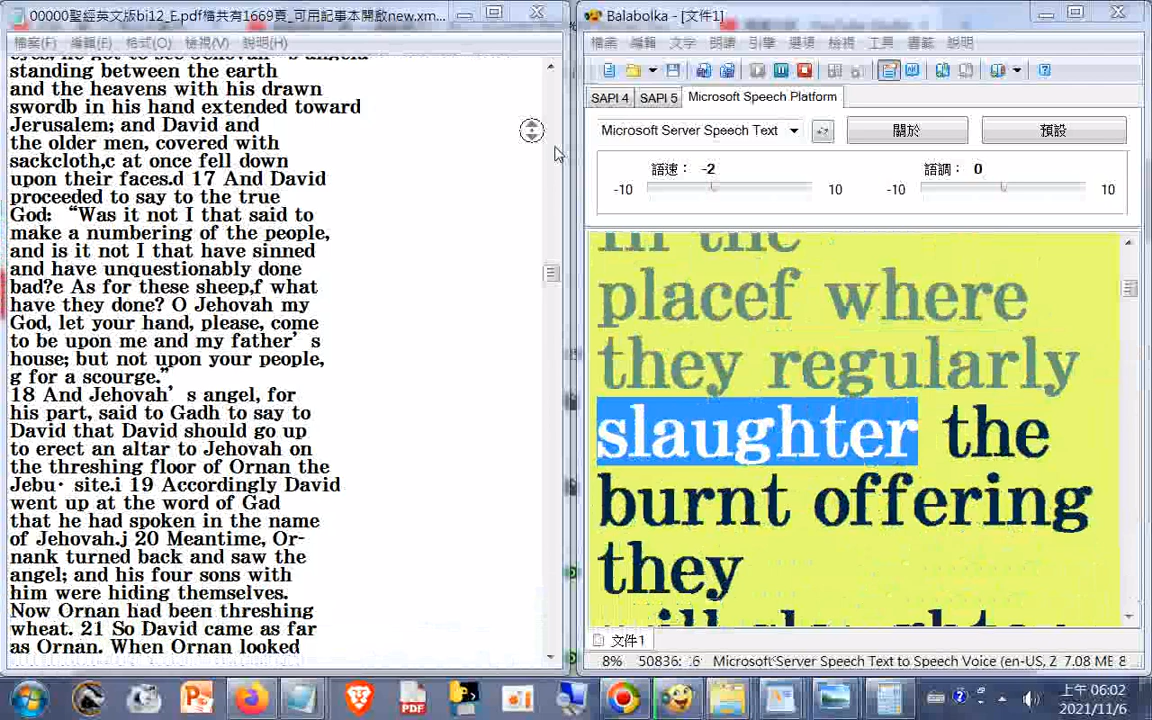 00000聖經英文版bi12_E.pdf檔共有1669頁_可用記事本開啟new.xm...
檔案(F) 編輯(E) 格式(O) 檢視(V) 說明(H)
standing between the earth
and the heavens with his drawn
swordb in his hand extended toward
Jerusalem; and David and
the older men, covered with
sackcloth,c at once fell down
upon their faces.d 17 And David
proceeded to say to the true
God: “Was it not I that said to
make a numbering of the people,
and is it not I that have sinned
and have unquestionably done
bad?e As for these sheep,f what
have they done? O Jehovah my
God, let your hand, please, come
to be upon me and my father’s
house; but not upon your people,
g for a scourge.”
18 And Jehovah’s angel, for
his part, said to Gadh to say to
David that David should go up
to erect an altar to Jehovah on
the threshing floor of Ornan the
Jebu· site.i 19 Accordingly David
went up at the word of Gad
that he had spoken in the name
of Jehovah.j 20 Meantime, Or-
nank turned back and saw the
angel; and his four sons with
him were hiding themselves.
Now Ornan had been threshing
wheat. 21 So David came as far
as Ornan. When Ornan looked
Balabolka - [文件1]
檔案 編輯 文字 朗讀 引擎 選項 檢視 工具 書籤 說明
SAPI 4 SAPI 5 Microsoft Speech Platform
Microsoft Server Speech Text 關於 預設
語速： -2 語調： 0
-10 10 -10 10
in the
placef where
they regularly
slaughter the
burnt offering
they
文件1
8% 50836: Microsoft Server Speech Text to Speech Voice (en-US, 7.08 MB
上午 06:02
2021/11/6